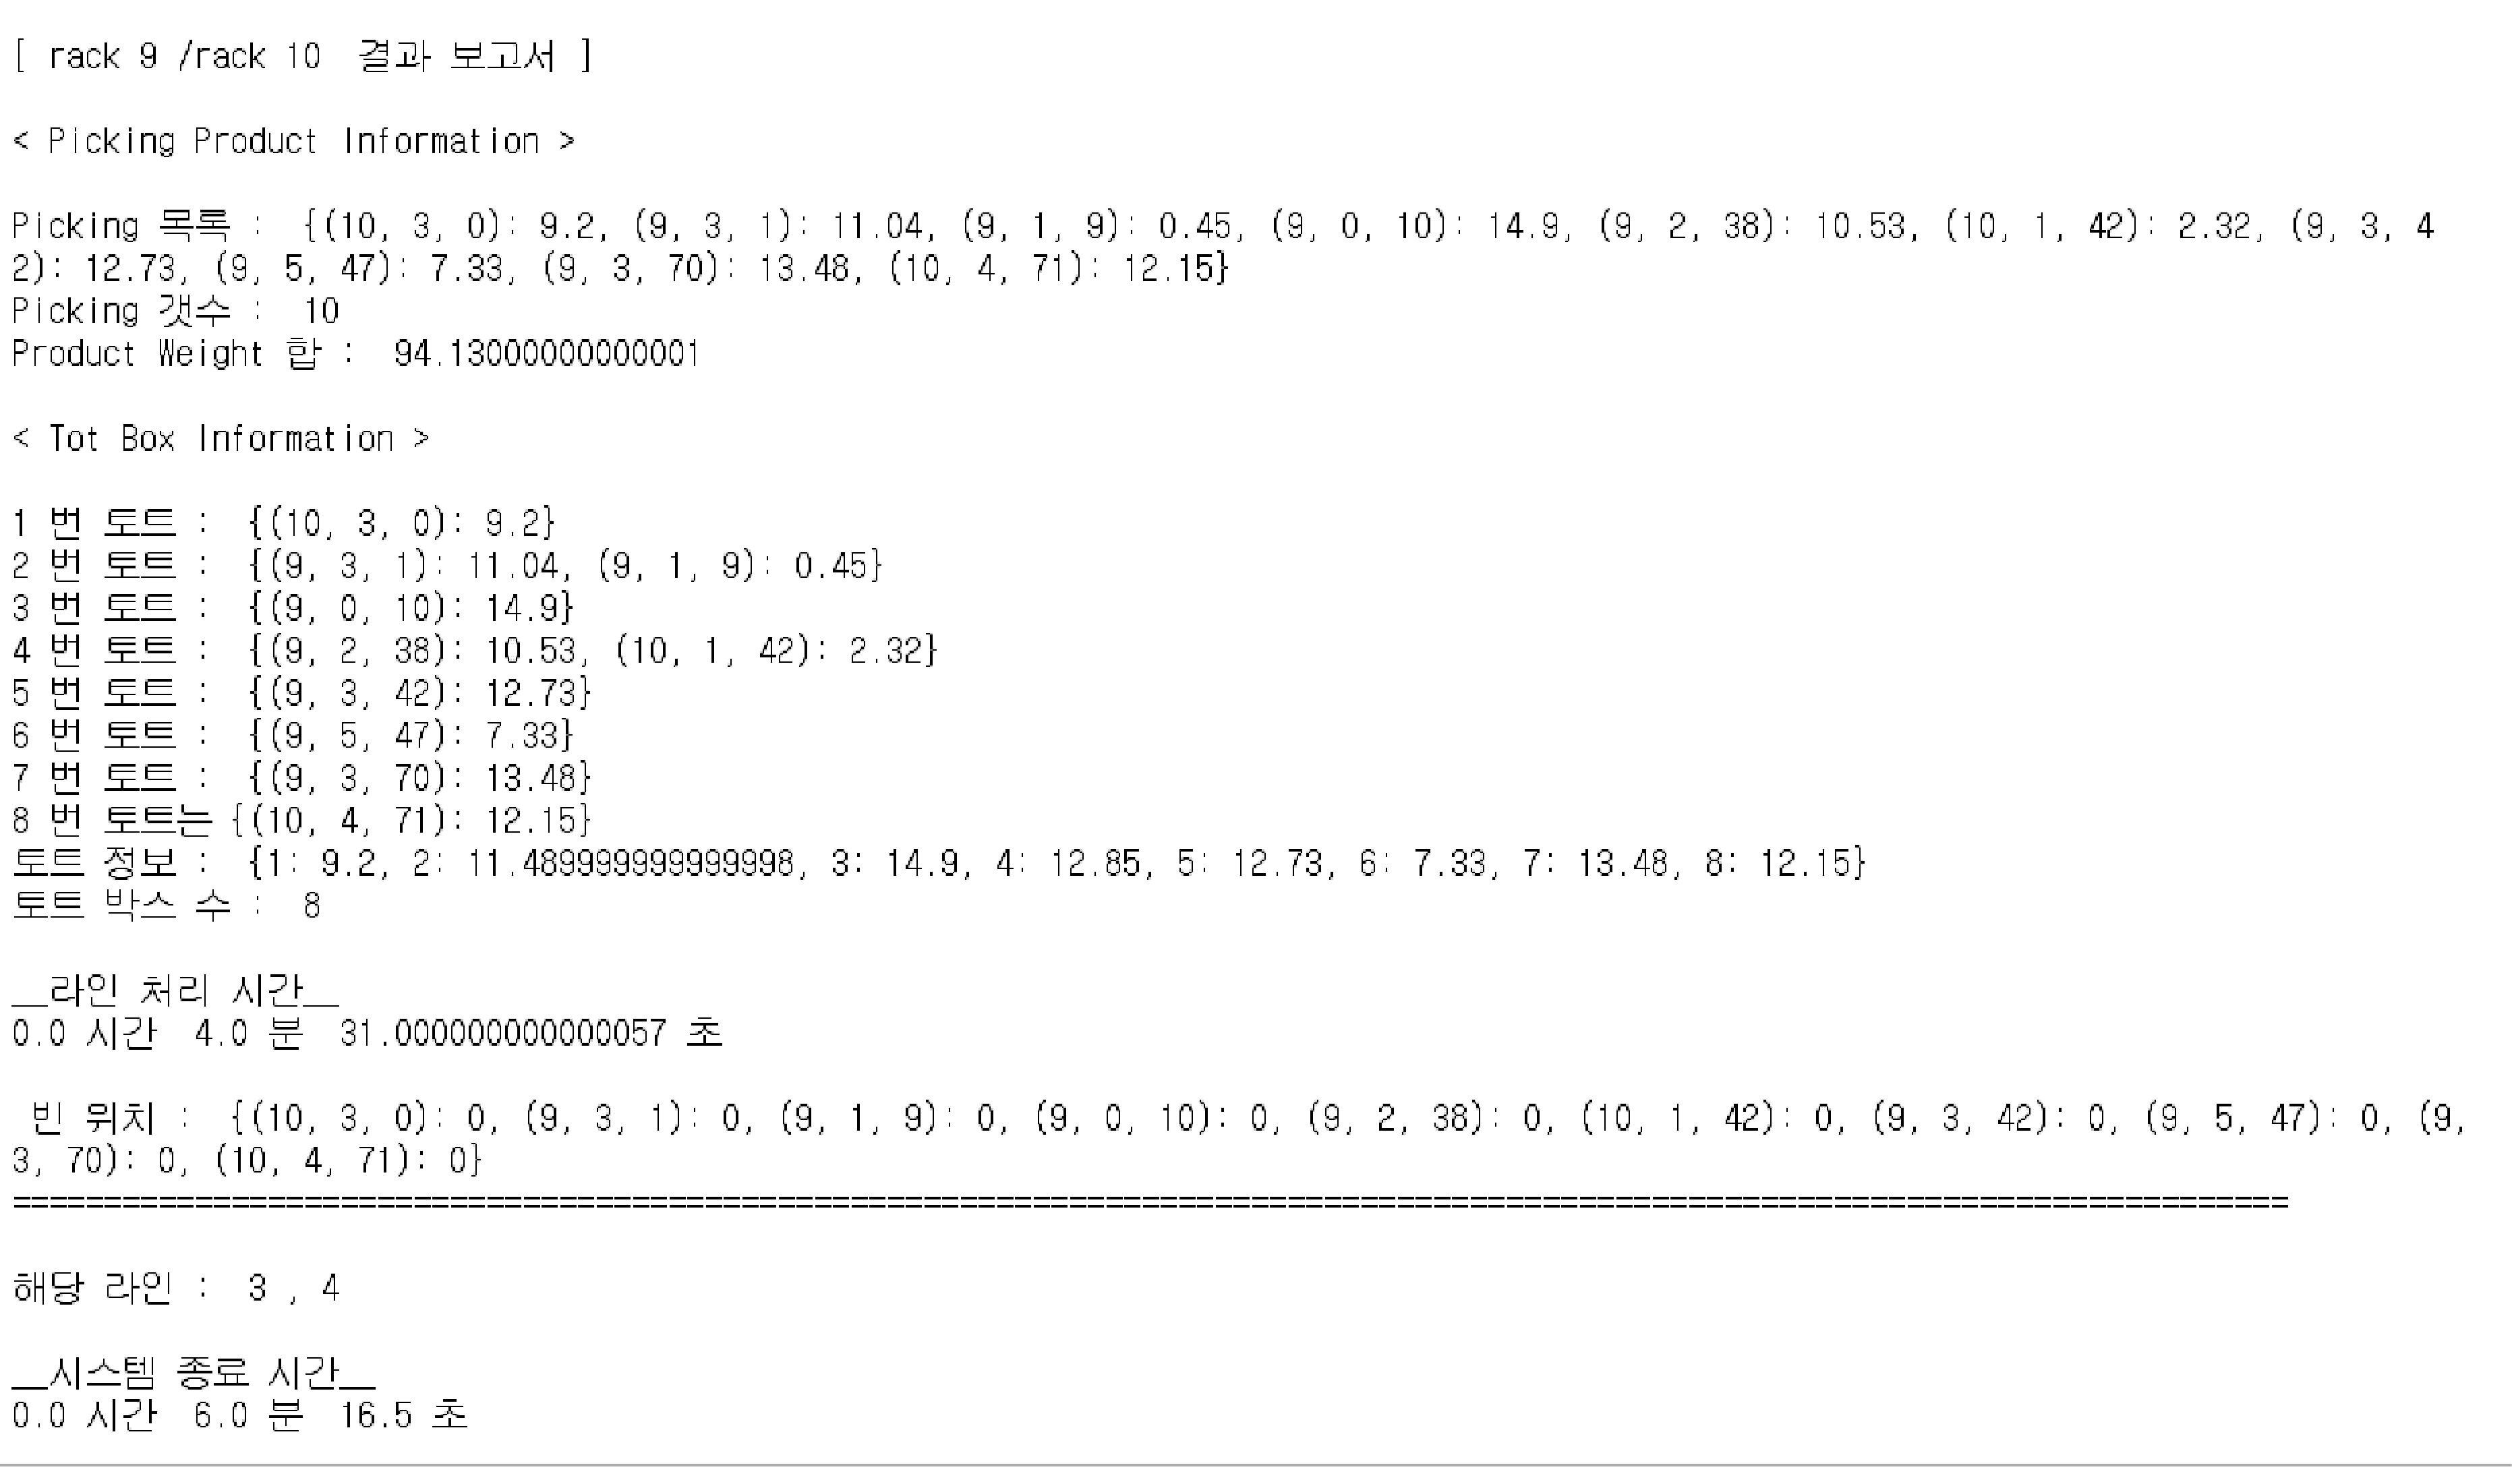 [ rack 9 /rack 10  결과 보고서 ]
< Picking Product Information >
Picking 목록 :  {(10, 3, 0): 9.2, (9, 3, 1): 11.04, (9, 1, 9): 0.45, (9, 0, 10): 14.9, (9, 2, 38): 10.53, (10, 1, 42): 2.32, (9, 3, 4
2): 12.73, (9, 5, 47): 7.33, (9, 3, 70): 13.48, (10, 4, 71): 12.15}
Picking 갯수 :  10
Product Weight 합 :  94.13000000000001
< Tot Box Information >
1 번 토트 :  {(10, 3, 0): 9.2}
2 번 토트 :  {(9, 3, 1): 11.04, (9, 1, 9): 0.45}
3 번 토트 :  {(9, 0, 10): 14.9}
4 번 토트 :  {(9, 2, 38): 10.53, (10, 1, 42): 2.32}
5 번 토트 :  {(9, 3, 42): 12.73}
6 번 토트 :  {(9, 5, 47): 7.33}
7 번 토트 :  {(9, 3, 70): 13.48}
8 번 토트는 {(10, 4, 71): 12.15}
토트 정보 :  {1: 9.2, 2: 11.489999999999998, 3: 14.9, 4: 12.85, 5: 12.73, 6: 7.33, 7: 13.48, 8: 12.15}
토트 박스 수 :  8
__라인 처리 시간__
0.0 시간  4.0 분  31.000000000000057 초
빈 위치 :  {(10, 3, 0): 0, (9, 3, 1): 0, (9, 1, 9): 0, (9, 0, 10): 0, (9, 2, 38): 0, (10, 1, 42): 0, (9, 3, 42): 0, (9, 5, 47): 0, (9,
3, 70): 0, (10, 4, 71): 0}
=============================================================================================================================
해당 라인 :  3 , 4
__시스템 종료 시간__
0.0 시간  6.0 분  16.5 초